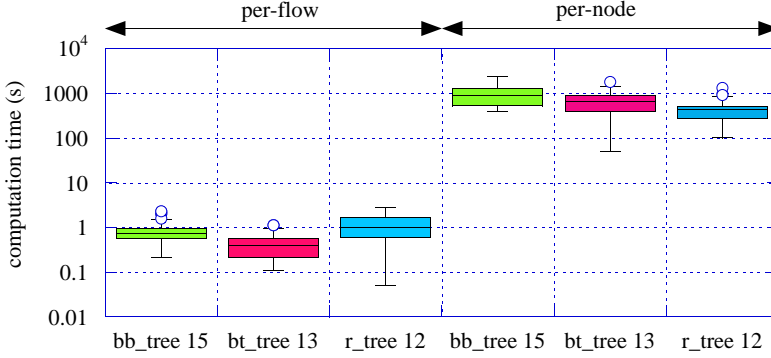 per-flow per-node
10^4
1000
100
10
1
0.1
0.01
computation time (s)
bb_tree 15 bt_tree 13 r_tree 12 bb_tree 15 bt_tree 13 r_tree 12